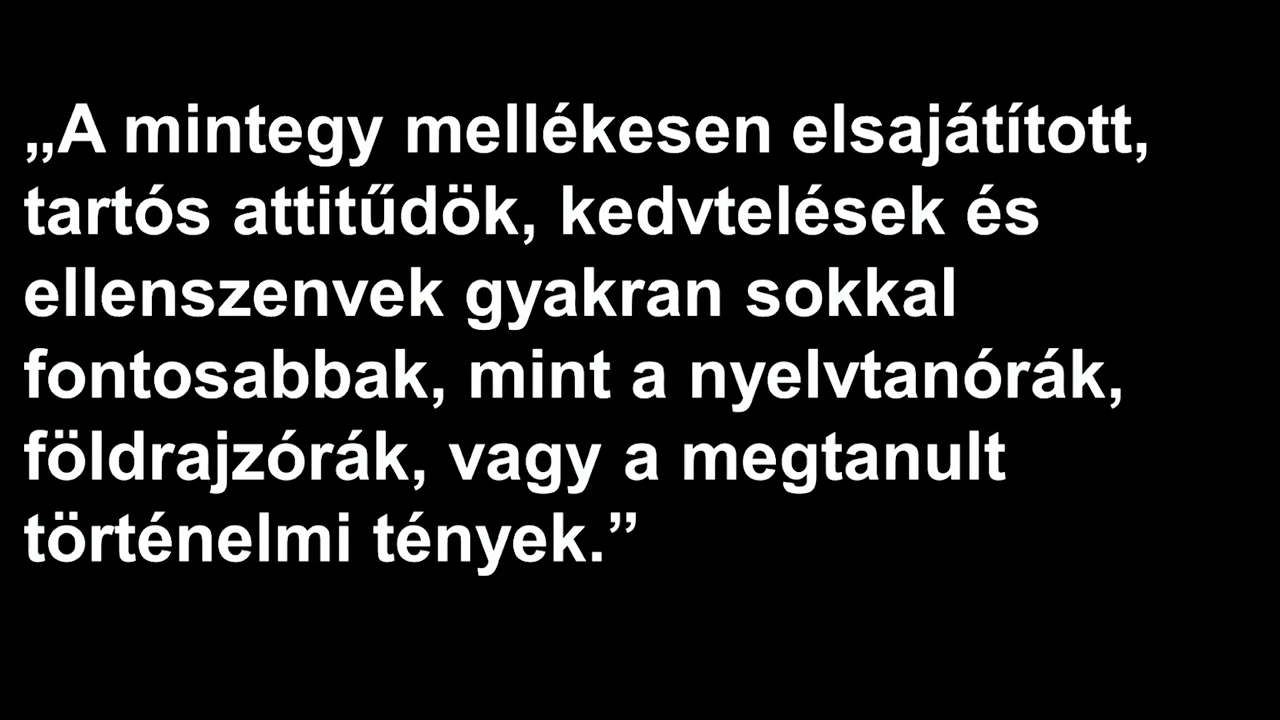 „A mintegy mellékesen elsajátított,
tartós attitűdök, kedvtelések és
ellenszenvek gyakran sokkal
fontosabbak, mint a nyelvtanórák,
földrajzórák, vagy a megtanult
történelmi tények.”